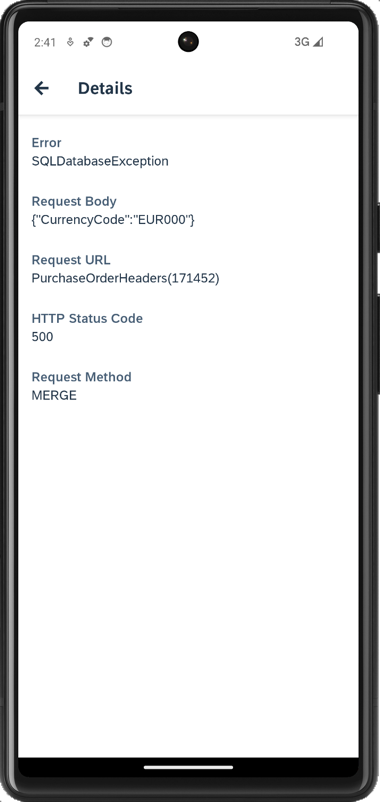 2:41
3G
Details
Error
SQLDatabaseException
Request Body
{"CurrencyCode":"EUR000"}
Request URL
PurchaseOrderHeaders(171452)
HTTP Status Code
500
Request Method
MERGE